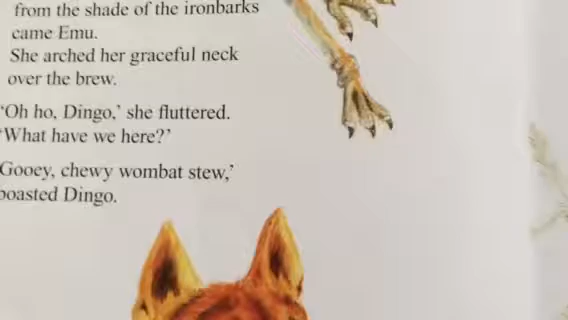 from the shade of the ironbarks
came Emu.
She arched her graceful neck
over the brew.
‘Oh ho, Dingo,’ she fluttered.
‘What have we here?’
Gooey, chewy wombat stew,’
boasted Dingo.